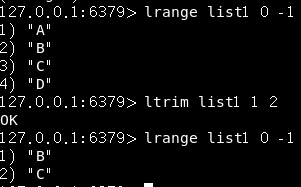 127.0.0.1:6379> lrange list1 0 -1
1) "A"
2) "B"
3) "C"
4) "D"
127.0.0.1:6379> ltrim list1 1 2
OK
127.0.0.1:6379> lrange list1 0 -1
1) "B"
2) "C"